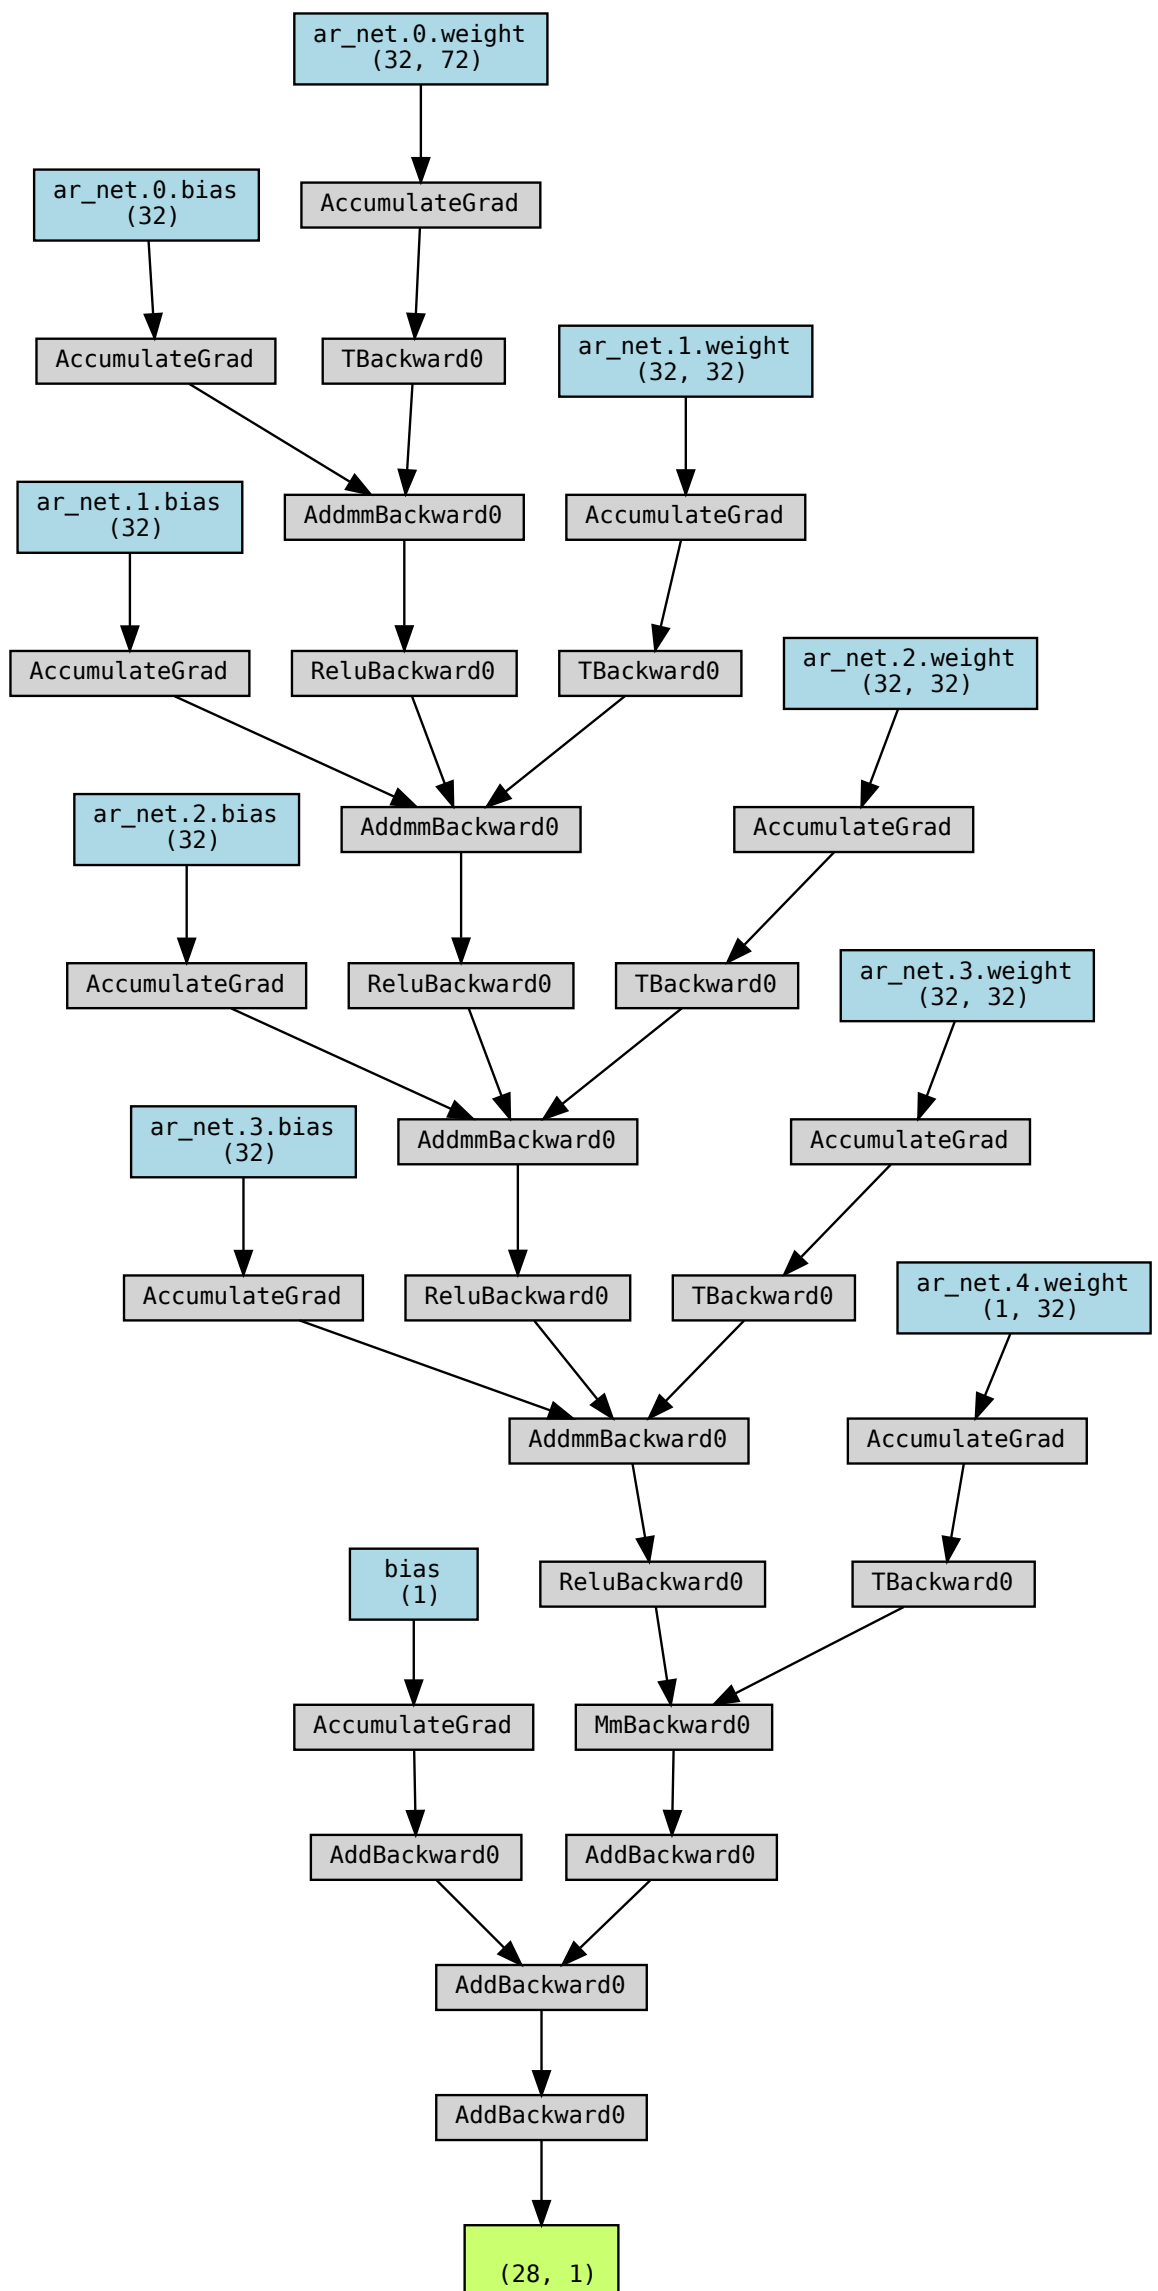 ar_net.0.weight
(32, 72)
ar_net.0.bias
(32)
AccumulateGrad
AccumulateGrad
TBackward0
ar_net.1.weight
(32, 32)
ar_net.1.bias
(32)
AddmmBackward0
AccumulateGrad
AccumulateGrad
ReluBackward0
TBackward0
ar_net.2.weight
(32, 32)
ar_net.2.bias
(32)
AddmmBackward0
AccumulateGrad
AccumulateGrad
ReluBackward0
TBackward0
ar_net.3.weight
(32, 32)
ar_net.3.bias
(32)
AddmmBackward0
AccumulateGrad
AccumulateGrad
ReluBackward0
TBackward0
ar_net.4.weight
(1, 32)
AddmmBackward0
AccumulateGrad
bias
(1)
ReluBackward0
TBackward0
AccumulateGrad
MmBackward0
AddBackward0
AddBackward0
AddBackward0
AddBackward0
(28, 1)